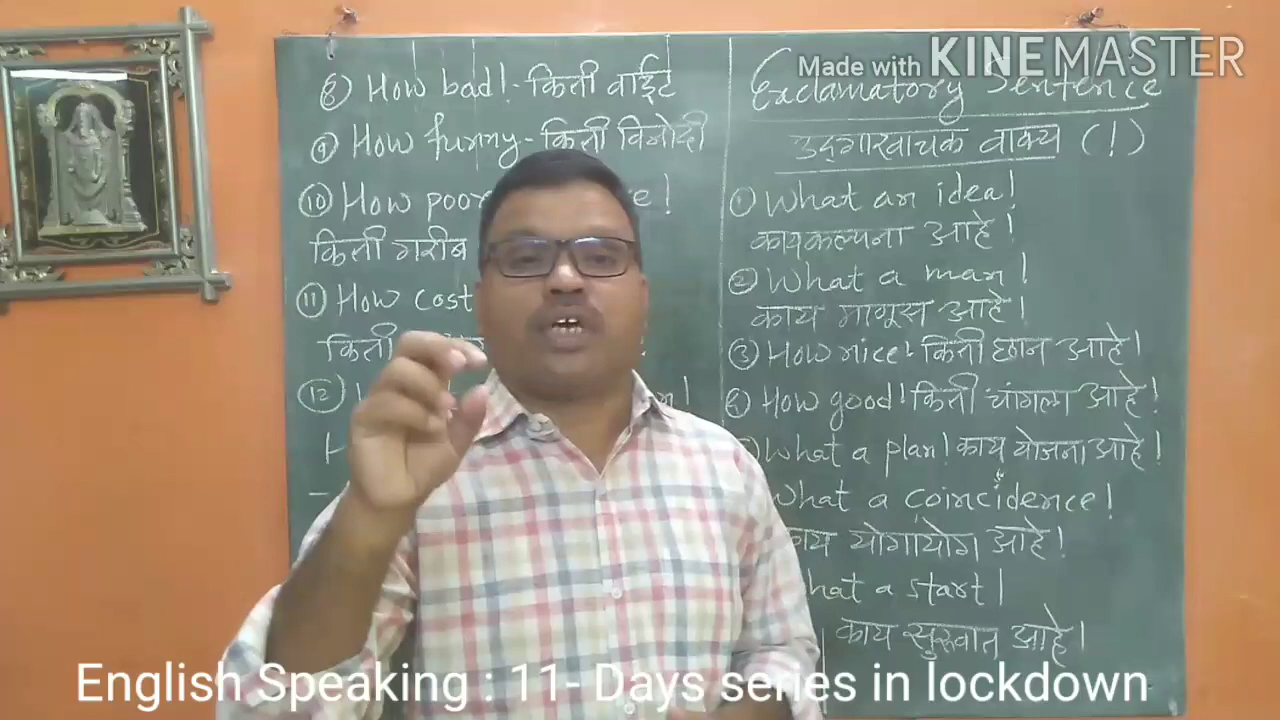 Made with KINEMASTER
⑧ How bad! - किती वाईट
⑨ How funny - किती विनोदी
⑩ How poor
किती गरीब
⑪ How cost
किती
⑫
Exclamatory Sentence
उद्गारवाचक वाक्य (!)
① What an idea!
काय कल्पना आहे!
② What a man!
काय माणूस आहे!
③ How nice! किती छान आहे!
④ How good! किती चांगला आहे!
What a plan! काय योजना आहे!
What a coincidence!
काय योगायोग आहे!
What a start!
काय सुरुवात आहे!
English Speaking : 11- Days series in lockdown